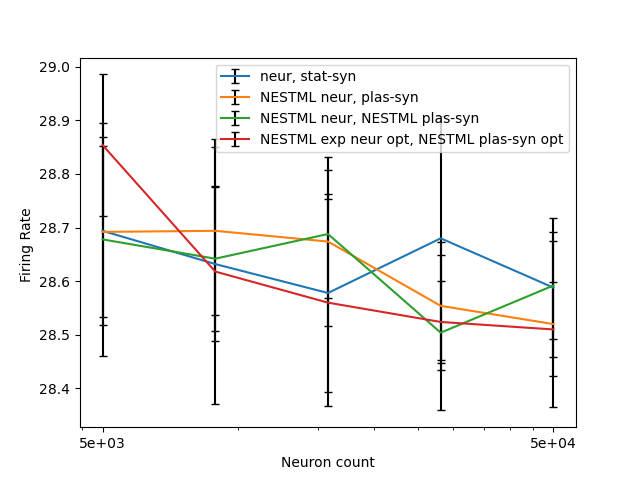 29.0
28.9
28.8
28.7
28.6
28.5
28.4
Firing Rate
neur, stat-syn
NESTML neur, plas-syn
NESTML neur, NESTML plas-syn
NESTML exp neur opt, NESTML plas-syn opt
5e+03
5e+04
Neuron count